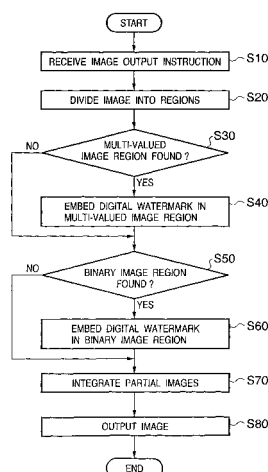 START
RECEIVE IMAGE OUTPUT INSTRUCTION
S10
DIVIDE IMAGE INTO REGIONS
S20
S30
MULTI-VALUED
IMAGE REGION FOUND ?
NO
YES
EMBED DIGITAL WATERMARK IN
MULTI-VALUED IMAGE REGION
S40
S50
BINARY IMAGE REGION
FOUND ?
NO
YES
EMBED DIGITAL WATERMARK
IN BINARY IMAGE REGION
S60
INTEGRATE PARTIAL IMAGES
S70
OUTPUT IMAGE
S80
END